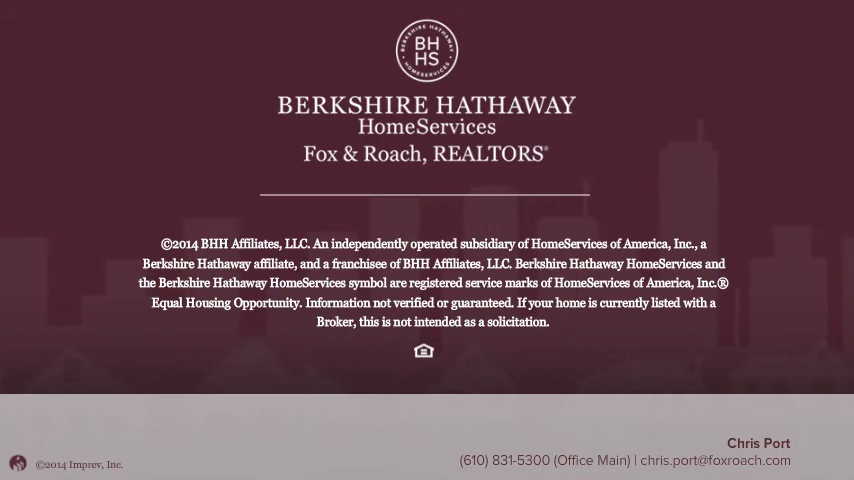 BERKSHIRE HATHAWAY
HOMESERVICES
BH
HS
BERKSHIRE HATHAWAY
HomeServices
Fox & Roach, REALTORS®
©2014 BHH Affiliates, LLC. An independently operated subsidiary of HomeServices of America, Inc., a
Berkshire Hathaway affiliate, and a franchisee of BHH Affiliates, LLC. Berkshire Hathaway HomeServices and
the Berkshire Hathaway HomeServices symbol are registered service marks of HomeServices of America, Inc.®
Equal Housing Opportunity. Information not verified or guaranteed. If your home is currently listed with a
Broker, this is not intended as a solicitation.
Chris Port
(610) 831-5300 (Office Main) | chris.port@foxroach.com
©2014 Imprev, Inc.